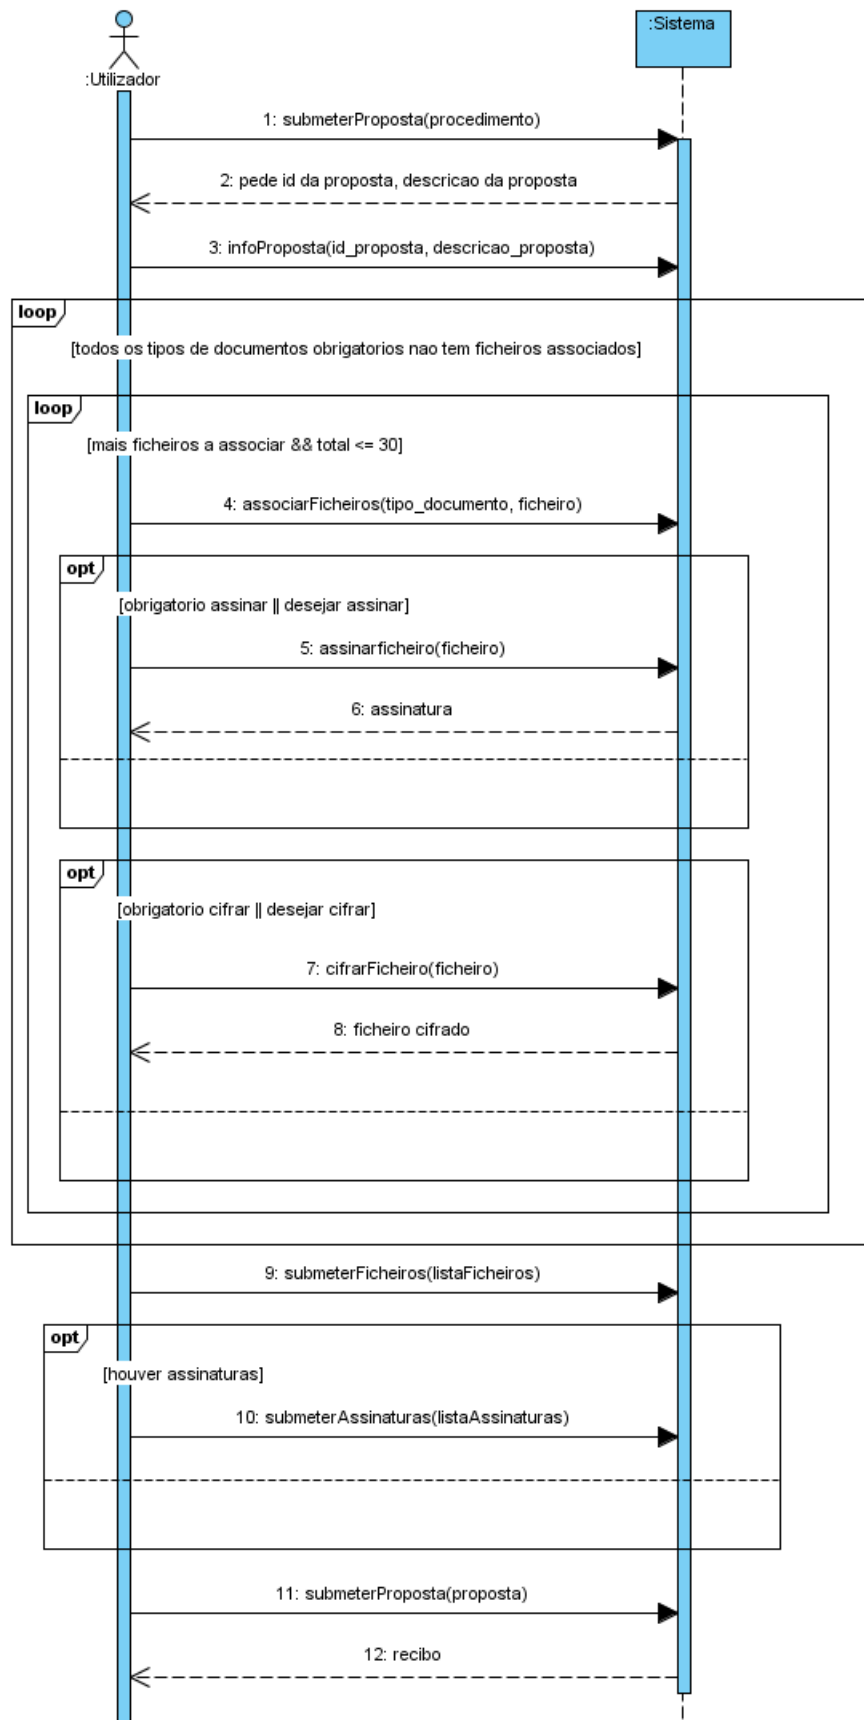 :Utilizador
:Sistema
1: submeterProposta(procedimento)
2: pede id da proposta, descricao da proposta
3: infoProposta(id_proposta, descricao_proposta)
loop
[todos os tipos de documentos obrigatorios nao tem ficheiros associados]
loop
[mais ficheiros a associar && total <= 30]
4: associarFicheiros(tipo_documento, ficheiro)
opt
[obrigatorio assinar || desejar assinar]
5: assinarficheiro(ficheiro)
6: assinatura
opt
[obrigatorio cifrar || desejar cifrar]
7: cifrarFicheiro(ficheiro)
8: ficheiro cifrado
9: submeterFicheiros(listaFicheiros)
opt
[houver assinaturas]
10: submeterAssinaturas(listaAssinaturas)
11: submeterProposta(proposta)
12: recibo